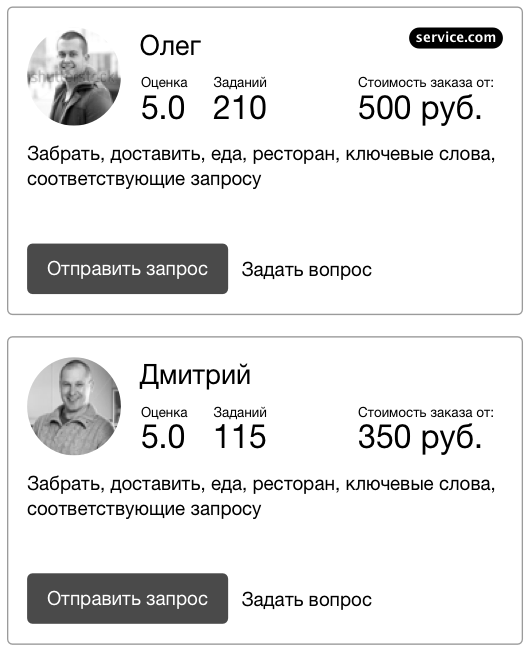 Олег
service.com
Оценка Заданий Стоимость заказа от:
5.0 210 500 руб.
Забрать, доставить, еда, ресторан, ключевые слова,
соответствующие запросу
Отправить запрос Задать вопрос
Дмитрий
Оценка Заданий Стоимость заказа от:
5.0 115 350 руб.
Забрать, доставить, еда, ресторан, ключевые слова,
соответствующие запросу
Отправить запрос Задать вопрос